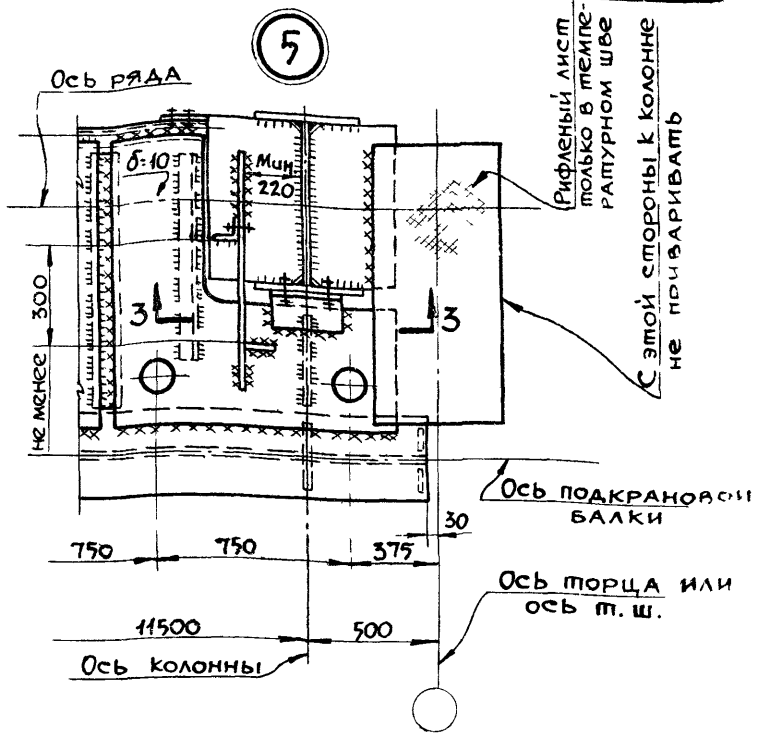 5
Ось ряда
Рифленый лист
только в темпе-
ратурном шве
С этой стороны к колонне
не приваривать
δ=10
Мин
220
3
3
не менее 300
Ось подкрановой
балки
30
750
750
375
Ось торца или
ось т.ш.
11500
500
Ось колонны